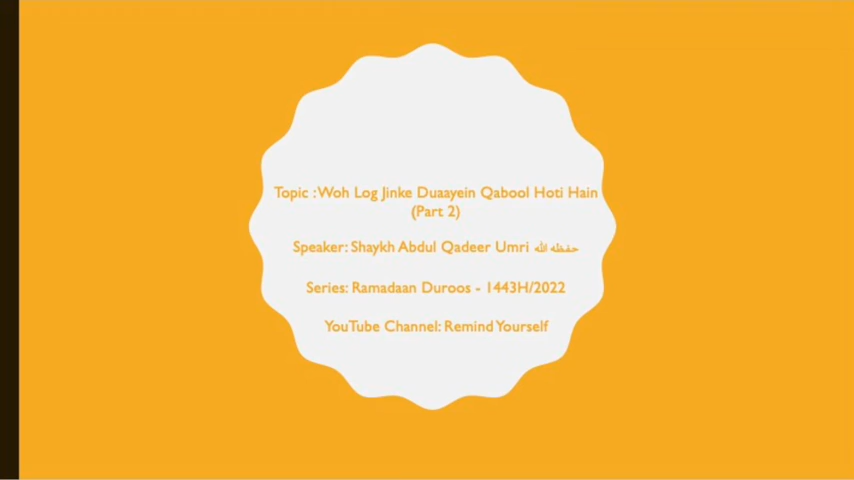 Topic : Woh Log Jinke Duaayein Qabool Hoti Hain
(Part 2)
Speaker: Shaykh Abdul Qadeer Umri حفظه الله
Series: Ramadaan Duroos - 1443H/2022
YouTube Channel: Remind Yourself